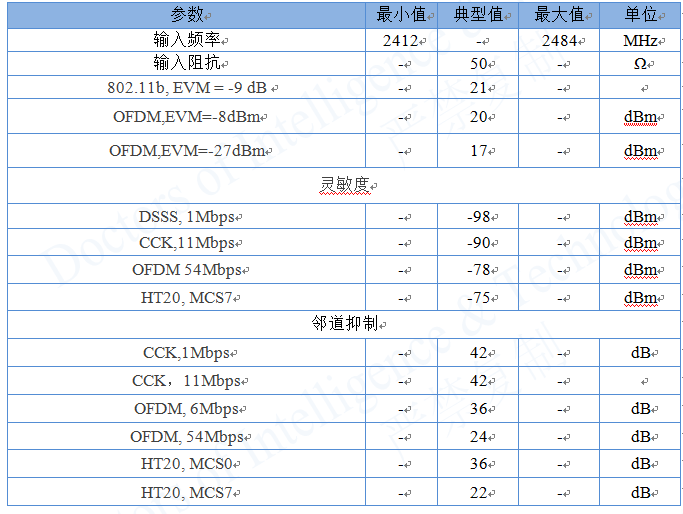 参数 最小值 典型值 最大值 单位
输入频率 2412 - 2484 MHz
输入阻抗 - 50 - Ω
802.11b, EVM = -9 dB - 21 -
OFDM,EVM=-8dBm - 20 - dBm
OFDM,EVM=-27dBm - 17 - dBm
灵敏度
DSSS, 1Mbps - -98 - dBm
CCK,11Mbps - -90 - dBm
OFDM 54Mbps - -78 - dBm
HT20, MCS7 - -75 - dBm
邻道抑制
CCK,1Mbps - 42 - dB
CCK，11Mbps - 42 -
OFDM, 6Mbps - 36 - dB
OFDM, 54Mbps - 24 - dB
HT20, MCS0 - 36 - dB
HT20, MCS7 - 22 - dB
Doctors of Intelligence & Technology
严禁复制